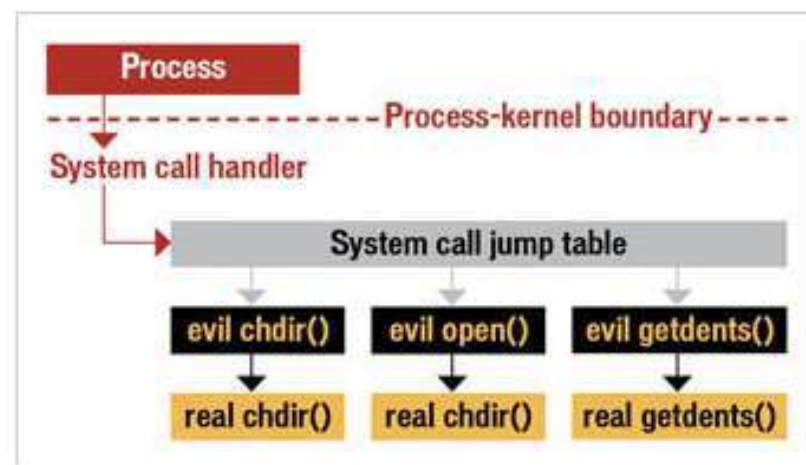 Process
Process-kernel boundary
System call handler
System call jump table
evil chdir() evil open() evil getdents()
real chdir() real chdir() real getdents()